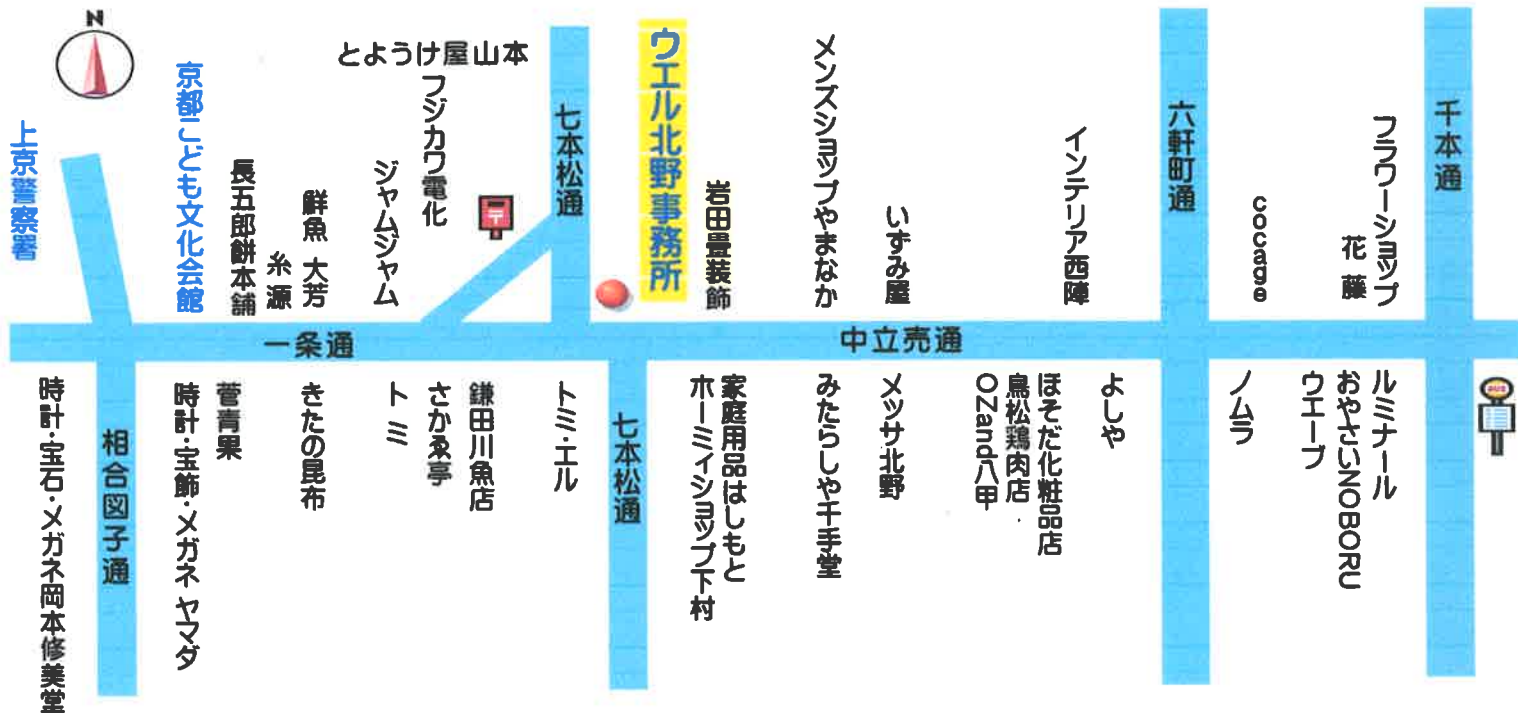 N
上京警察署
京都こども文化会館
長五郎餅本舗
糸源
鮮魚 大芳
ジャムジャム
とようけ屋山本
フジカワ電化
〒
七本松通
ウエル北野事務所
岩田畳装飾
メンズショップやまなか
いずみ屋
インテリア西陣
六軒町通
cocage
フラワーショップ
花藤
千本通
一条通
中立売通
時計・宝石・メガネ岡本修美堂
相合図子通
時計・宝飾・メガネ ヤマダ
菅青果
きたの昆布
トミ
さかゑ亭
鎌田川魚店
トミ・エル
七本松通
ホーミィショップ下村
家庭用品はしもと
みたらしや千手堂
メッサ北野
OZand八甲
鳥松鶏肉店
ほそだ化粧品店
よしや
ノムラ
ウエーブ
おやさいNOBORU
ルミナール
BUS